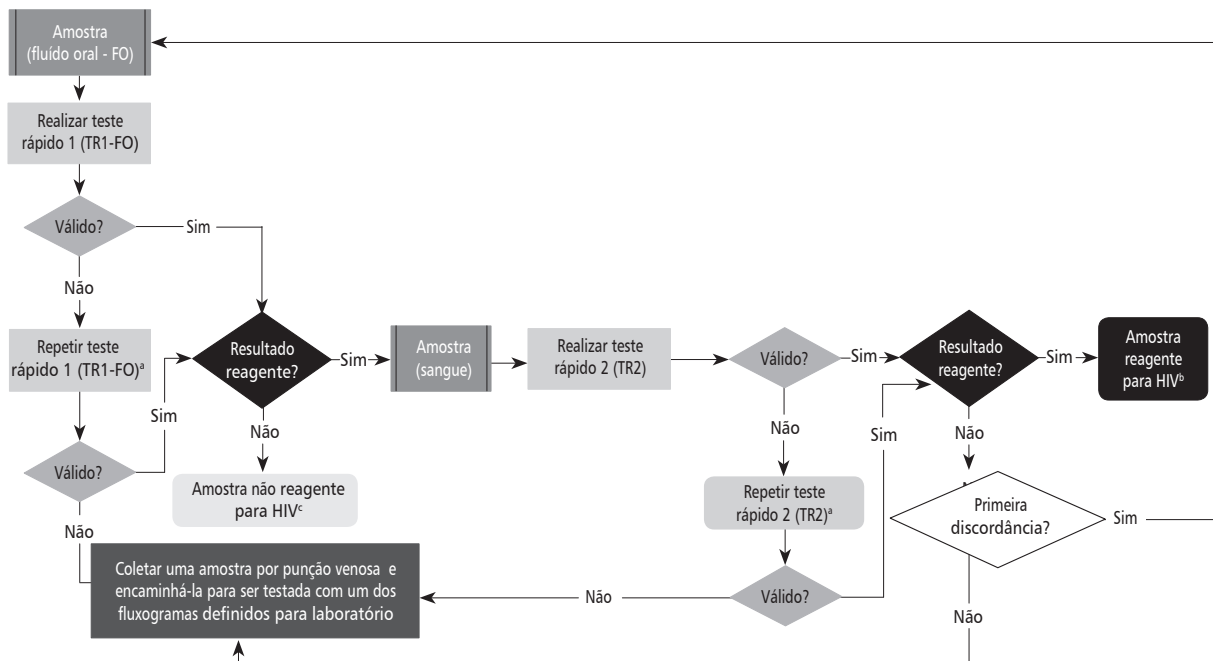 Amostra
(fluído oral - FO)
Realizar teste
rápido 1 (TR1-FO)
Válido?
Sim
Não
Repetir teste
rápido 1 (TR1-FO)ª
Válido?
Sim
Não
Resultado
reagente?
Sim
Não
Amostra não reagente
para HIVᶜ
Amostra
(sangue)
Realizar teste
rápido 2 (TR2)
Válido?
Sim
Não
Repetir teste
rápido 2 (TR2)ª
Válido?
Sim
Não
Resultado
reagente?
Sim
Não
Amostra
reagente
para HIVᵇ
Primeira
discordância?
Sim
Não
Coletar uma amostra por punção venosa e
encaminhá-la para ser testada com um dos
fluxogramas definidos para laboratório